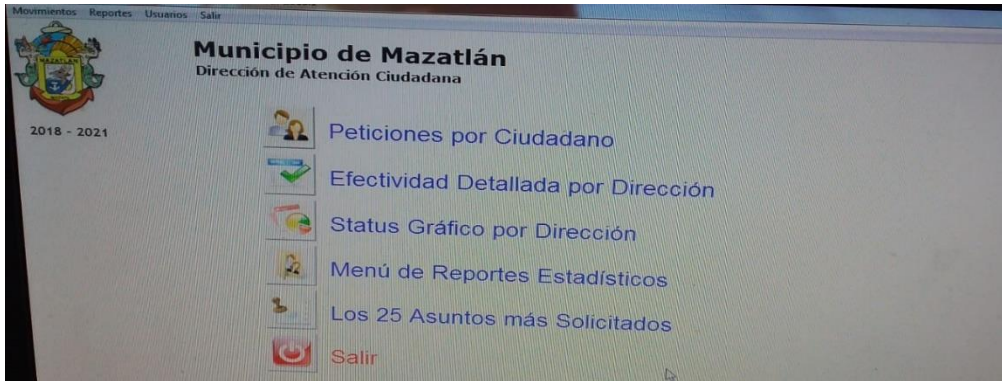 Movimientos Reportes Usuarios Salir
MAZATLAN
Municipio de Mazatlán
Dirección de Atención Ciudadana
2018 - 2021
Peticiones por Ciudadano
Efectividad Detallada por Dirección
Status Gráfico por Dirección
Menú de Reportes Estadísticos
Los 25 Asuntos más Solicitados
Salir